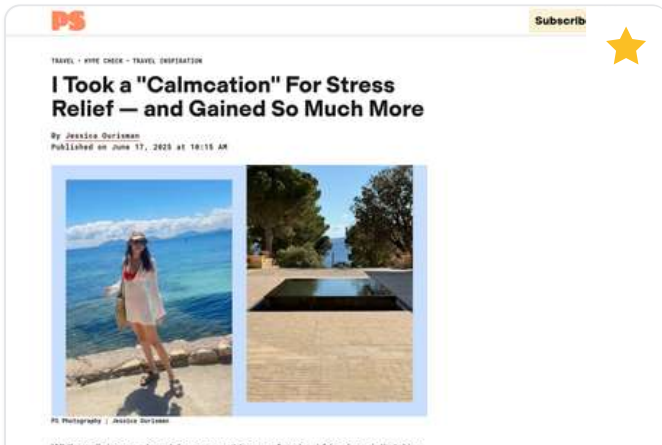 PS
Subscribe
TRAVEL • HYPE CHECK • TRAVEL INSPIRATION
I Took a "Calmcation" For Stress
Relief — and Gained So Much More
By Jessica Ourisman
Published on June 17, 2025 at 10:15 AM
PS Photography | Jessica Ourisman